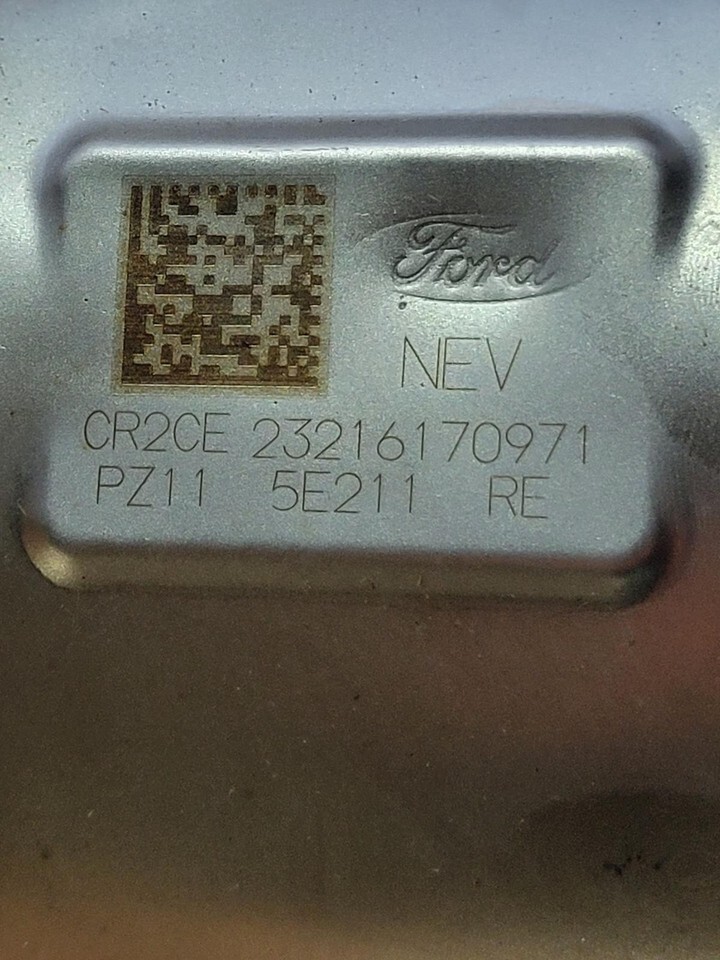 Ford
NEV
CR2CE 23216170971
PZ11 5E211 RE